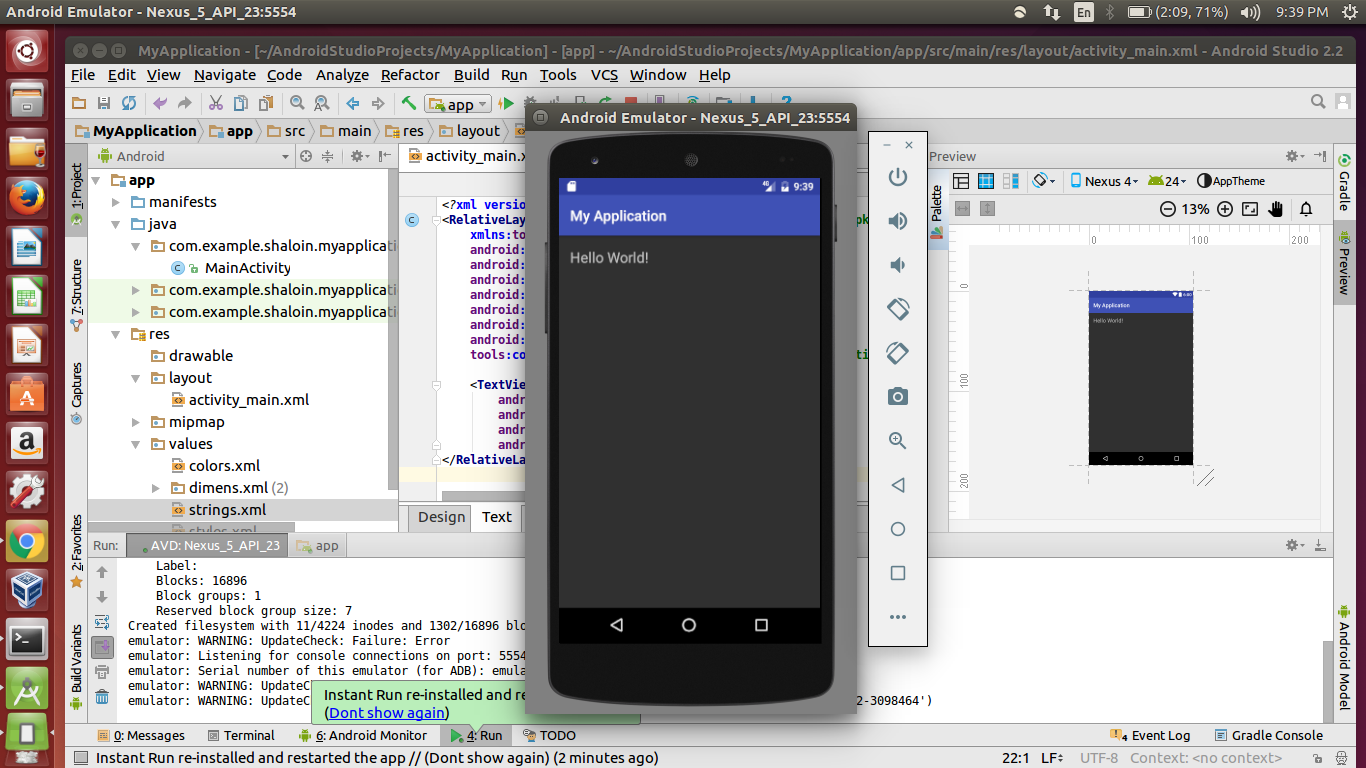 Android Emulator - Nexus_5_API_23:5554
En
(2:09, 71%)
9:39 PM
MyApplication - [~/AndroidStudioProjects/MyApplication] - [app] - ~/AndroidStudioProjects/MyApplication/app/src/main/res/layout/activity_main.xml - Android Studio 2.2
File Edit View Navigate Code Analyze Refactor Build Run Tools VCS Window Help
app
MyApplication app src main res layout
Android Emulator - Nexus_5_API_23:5554
1: Project
7: Structure
Captures
2: Favorites
Build Variants
Android
app
manifests
java
com.example.shaloin.myapplicatio
MainActivity
com.example.shaloin.myapplicatio
com.example.shaloin.myapplicatio
res
drawable
layout
activity_main.xml
mipmap
values
colors.xml
dimens.xml (2)
strings.xml
styles.xml
activity_main.x
<?xml versio
<RelativeLay
xmlns:to
android:
android:
android:
android:
android:
android:
android:
tools:co
<TextVie
andr
andr
andr
andr
</RelativeLa
Design Text
4G 9:39
My Application
Hello World!
Preview
Palette
Nexus 4 24 AppTheme
13%
0 100 200
0
100
200
My Application
Hello World!
Gradle
Preview
Android Model
Run: AVD: Nexus_5_API_23 app
Label:
Blocks: 16896
Block groups: 1
Reserved block group size: 7
Created filesystem with 11/4224 inodes and 1302/16896 blo
emulator: WARNING: UpdateCheck: Failure: Error
emulator: Listening for console connections on port: 5554
emulator: Serial number of this emulator (for ADB): emula
emulator: WARNING: UpdateC
emulator: WARNING: UpdateC
2-3098464')
Instant Run re-installed and re
(Dont show again)
0: Messages Terminal 6: Android Monitor 4: Run TODO
4 Event Log Gradle Console
Instant Run re-installed and restarted the app // (Dont show again) (2 minutes ago)
22:1 LF UTF-8 Context: <no context>